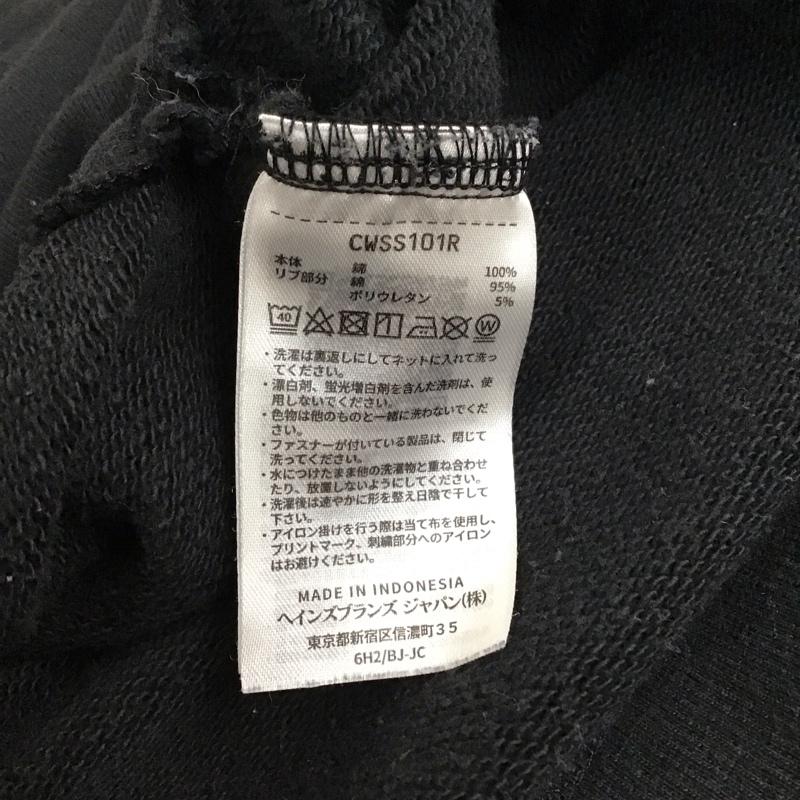 CWSS101R
本体 綿 100%
リブ部分 綿 95%
ポリウレタン 5%
40 W
・洗濯は裏返しにしてネットに入れて洗っ
てください。
・漂白剤、蛍光増白剤を含んだ洗剤は、使
用しないでください。
・色物は他のものと一緒に洗わないでくだ
さい。
・ファスナーが付いている製品は、閉じて
洗ってください。
・水につけたまま他の洗濯物と重ね合わせ
たり、放置しないようにしてください。
・洗濯後は速やかに形を整え日陰で干して
下さい。
・アイロン掛けを行う際は当て布を使用し、
プリントマーク、刺繍部分へのアイロン
はお避けください。
MADE IN INDONESIA
ヘインズブランズ ジャパン(株)
東京都新宿区信濃町35
6H2/BJ-JC